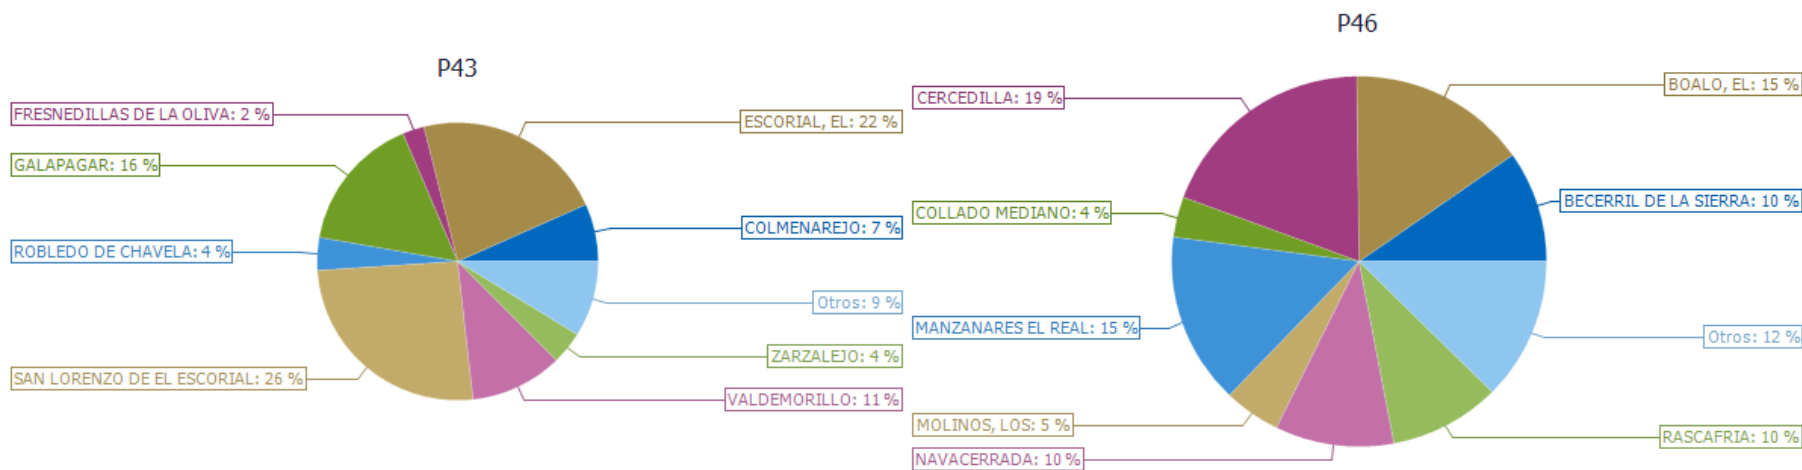 P43
FRESNEDILLAS DE LA OLIVA: 2 %
ESCORIAL, EL: 22 %
GALAPAGAR: 16 %
COLMENAREJO: 7 %
ROBLEDO DE CHAVELA: 4 %
Otros: 9 %
ZARZALEJO: 4 %
SAN LORENZO DE EL ESCORIAL: 26 %
VALDEMORILLO: 11 %
P46
BOALO, EL: 15 %
CERCEDILLA: 19 %
BECERRIL DE LA SIERRA: 10 %
COLLADO MEDIANO: 4 %
MANZANARES EL REAL: 15 %
Otros: 12 %
MOLINOS, LOS: 5 %
RASCAFRIA: 10 %
NAVACERRADA: 10 %